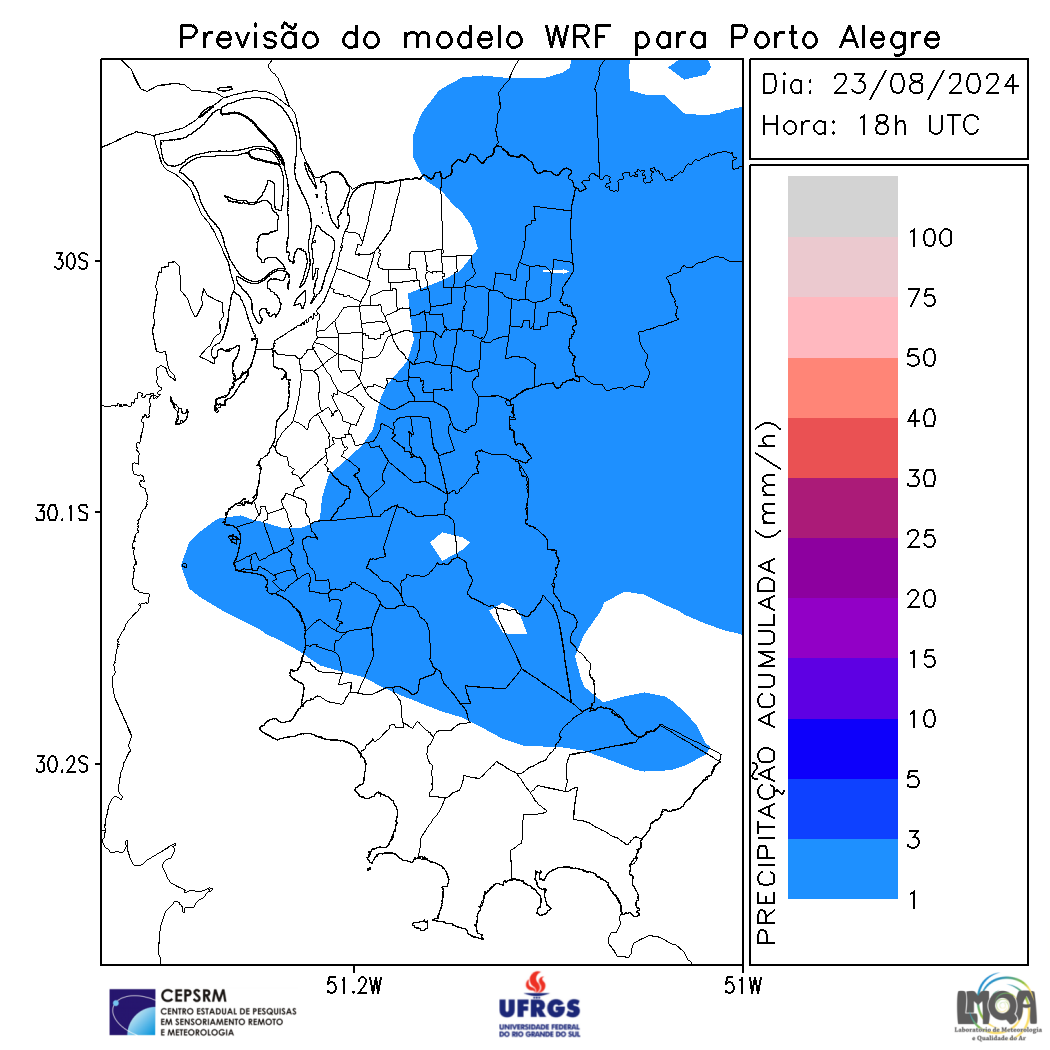 Previsão do modelo WRF para Porto Alegre
Dia: 23/08/2024
Hora: 18h UTC
30S
30.1S
30.2S
51.2W
51W
PRECIPITAÇÃO ACUMULADA (mm/h)
100
75
50
40
30
25
20
15
10
5
3
1
CEPSRM
CENTRO ESTADUAL DE PESQUISAS
EM SENSORIAMENTO REMOTO
E METEOROLOGIA
UFRGS
UNIVERSIDADE FEDERAL
DO RIO GRANDE DO SUL
LMQA
Laboratório de Meteorologia
e Qualidade do Ar